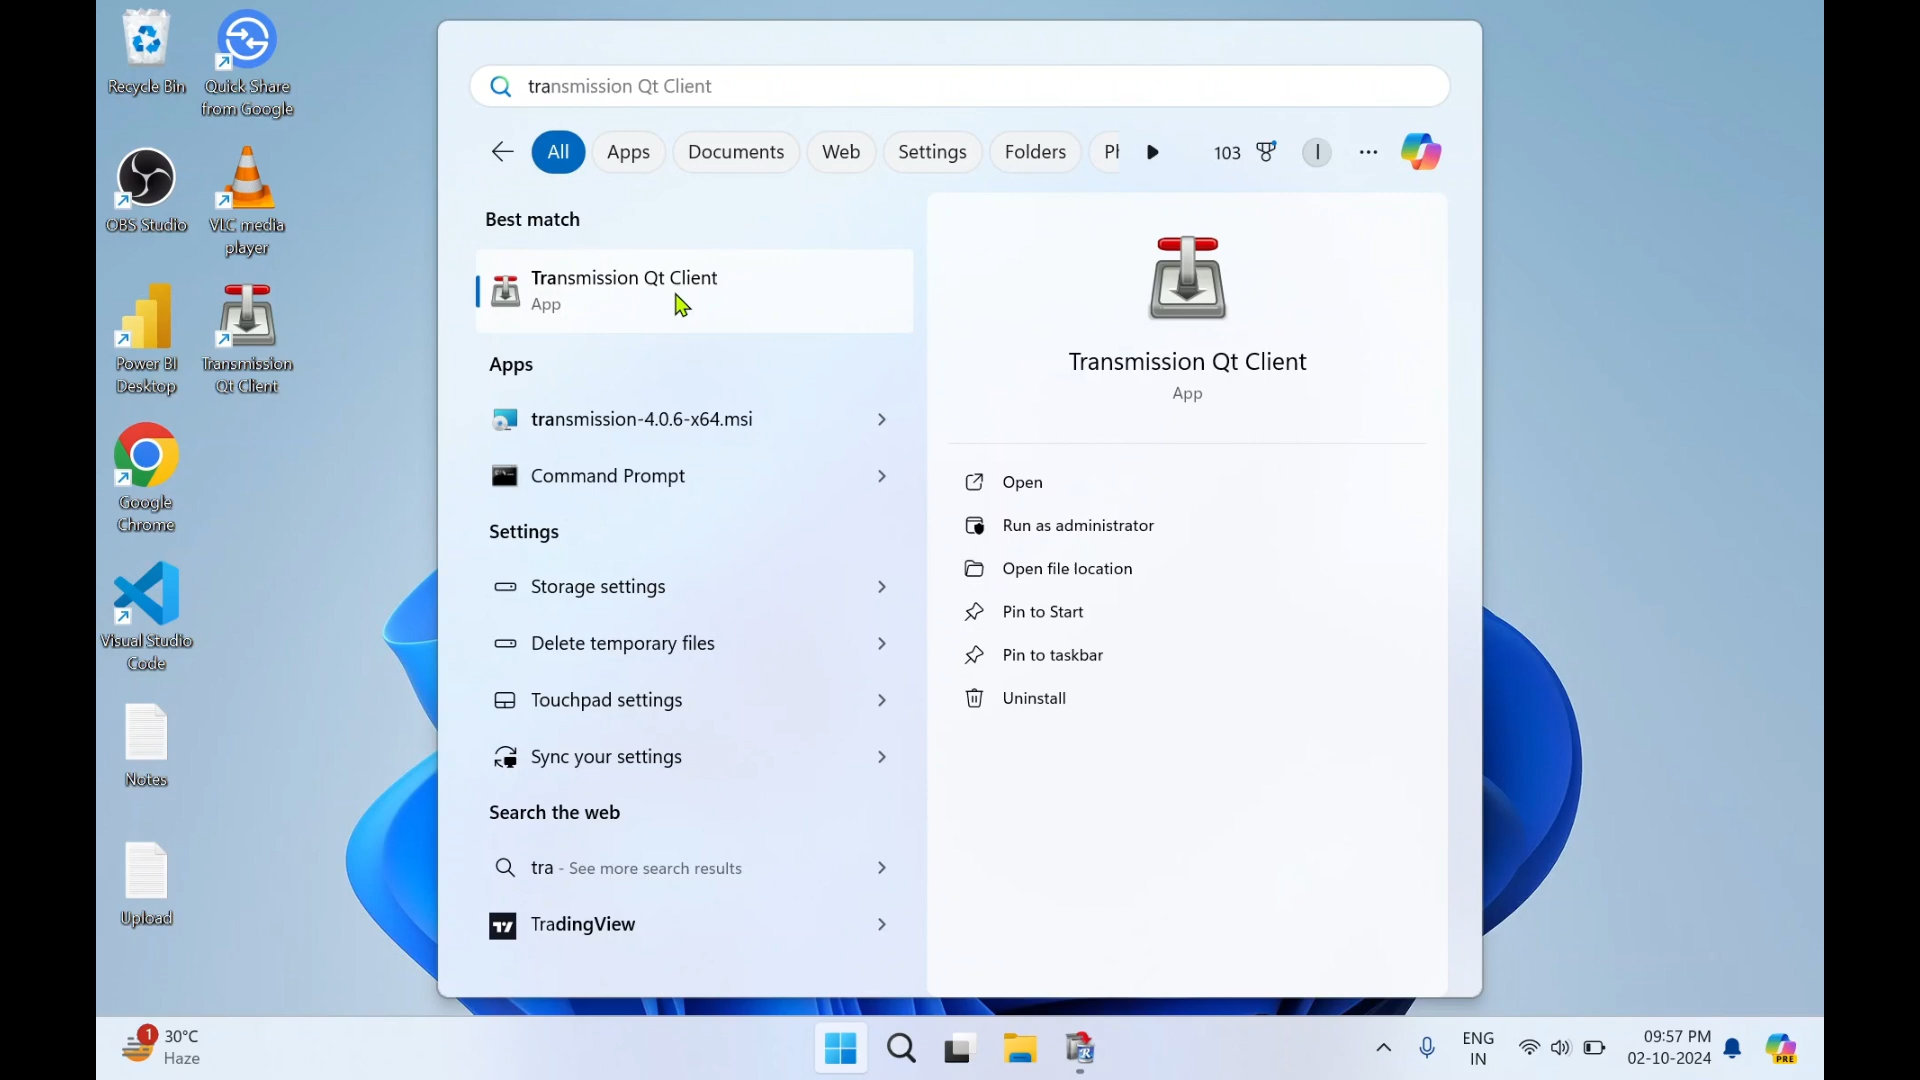 Recycle Bin
Quick Share
from Google
OBS Studio
VLC media
player
Power BI
Desktop
Transmission
Qt Client
Google
Chrome
Visual Studio
Code
Notes
Upload
transmission Qt Client
All
Apps
Documents
Web
Settings
Folders
103
I
Best match
Transmission Qt Client
App
Apps
transmission-4.0.6-x64.msi
Command Prompt
Settings
Storage settings
Delete temporary files
Touchpad settings
Sync your settings
Search the web
tra - See more search results
TradingView
Transmission Qt Client
App
Open
Run as administrator
Open file location
Pin to Start
Pin to taskbar
Uninstall
1
30°C
Haze
R
ENG
IN
09:57 PM
02-10-2024
PRE